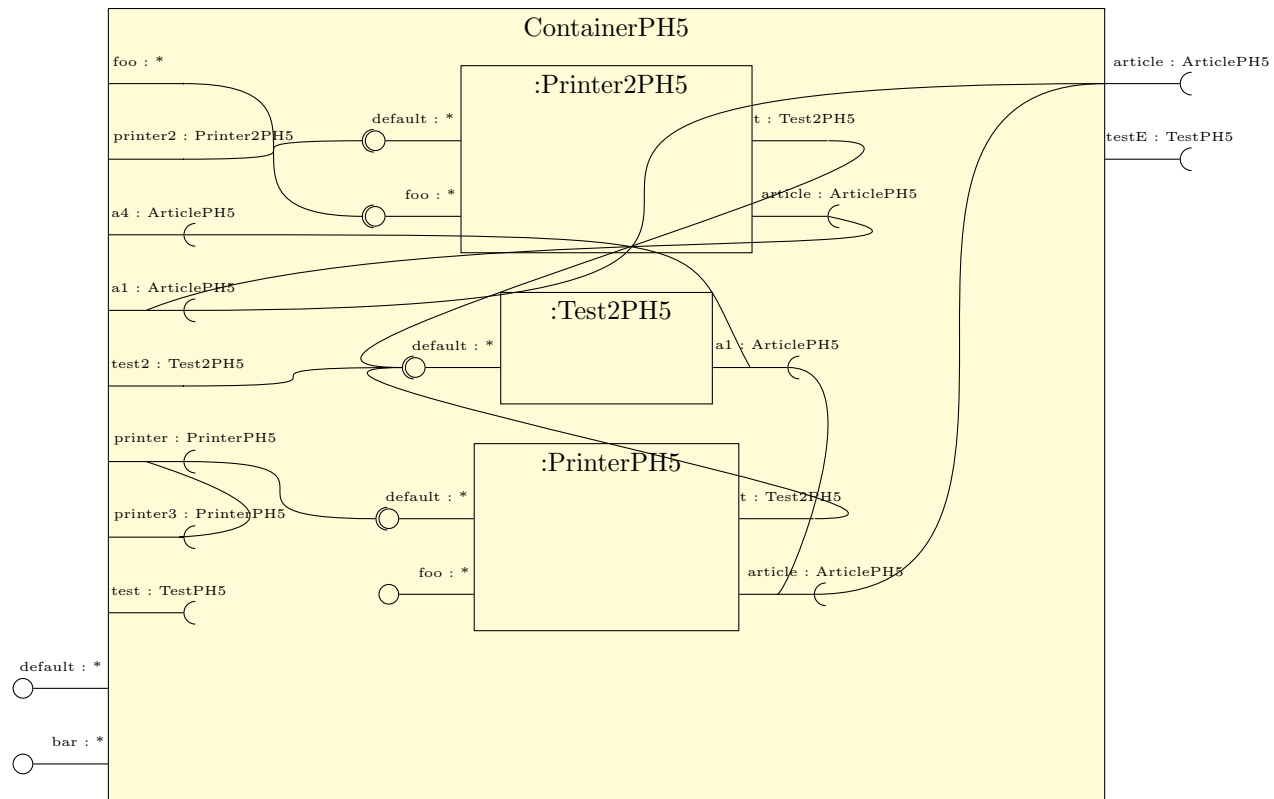 ContainerPH5
foo : *
article : ArticlePH5
:Printer2PH5
default : *
t : Test2PH5
printer2 : Printer2PH5
testE : TestPH5
foo : *
article : ArticlePH5
a4 : ArticlePH5
a1 : ArticlePH5
:Test2PH5
default : *
a1 : ArticlePH5
test2 : Test2PH5
printer : PrinterPH5
:PrinterPH5
default : *
t : Test2PH5
printer3 : PrinterPH5
foo : *
article : ArticlePH5
test : TestPH5
default : *
bar : *